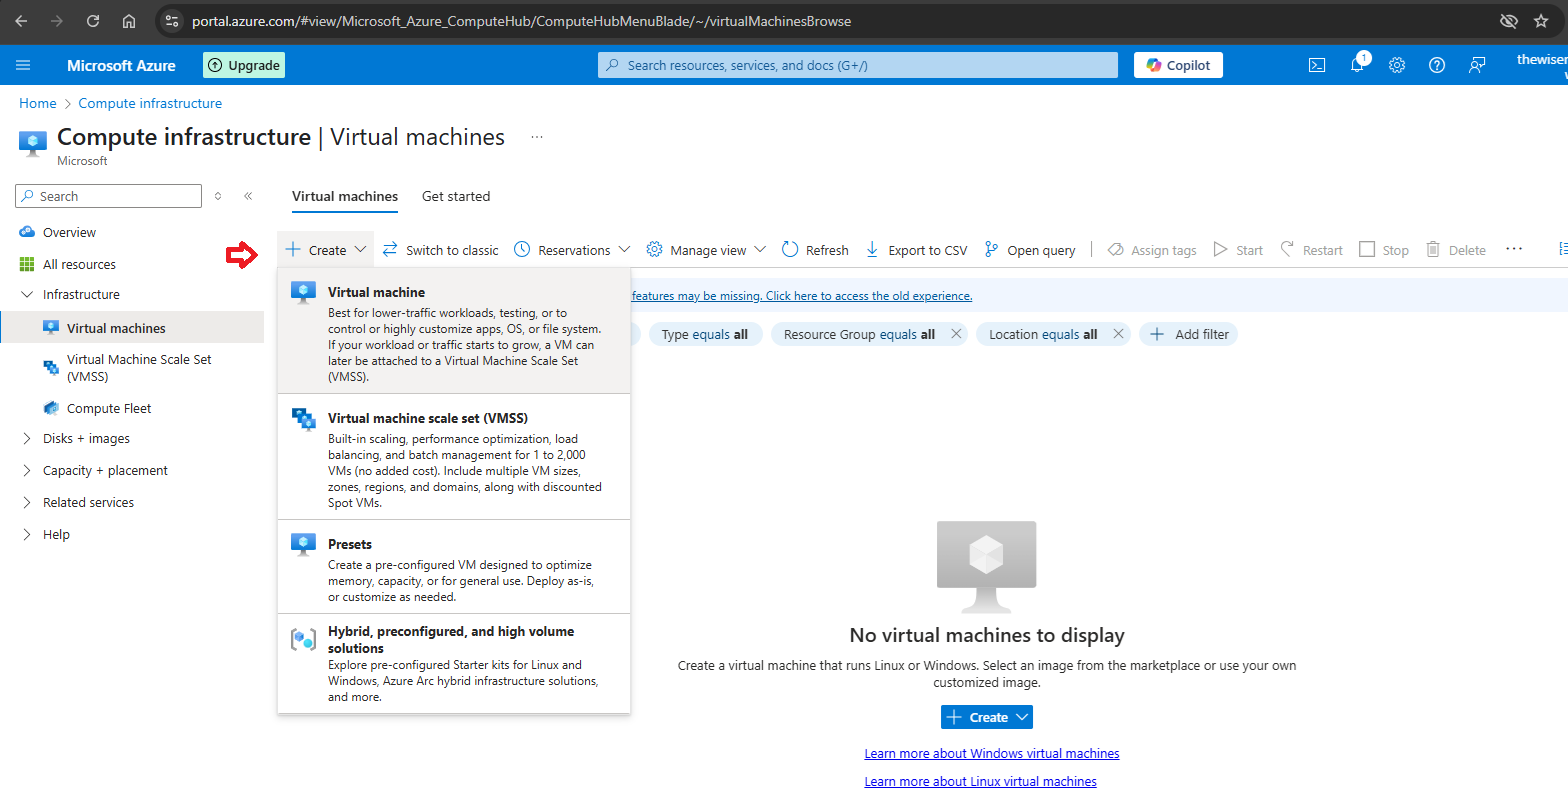 portal.azure.com/#view/Microsoft_Azure_ComputeHub/ComputeHubMenuBlade/~/virtualMachinesBrowse
Microsoft Azure
Upgrade
Search resources, services, and docs (G+/)
Copilot
1
thewiser
Home > Compute infrastructure
Compute infrastructure | Virtual machines ...
Microsoft
Search
Overview
All resources
Infrastructure
Virtual machines
Virtual Machine Scale Set
(VMSS)
Compute Fleet
Disks + images
Capacity + placement
Related services
Help
Virtual machines Get started
Create Switch to classic Reservations Manage view Refresh Export to CSV Open query Assign tags Start Restart Stop Delete ...
Virtual machine
Best for lower-traffic workloads, testing, or to
control or highly customize apps, OS, or file system.
If your workload or traffic starts to grow, a VM can
later be attached to a Virtual Machine Scale Set
(VMSS).
Virtual machine scale set (VMSS)
Built-in scaling, performance optimization, load
balancing, and batch management for 1 to 2,000
VMs (no added cost). Include multiple VM sizes,
zones, regions, and domains, along with discounted
Spot VMs.
Presets
Create a pre-configured VM designed to optimize
memory, capacity, or for general use. Deploy as-is,
or customize as needed.
Hybrid, preconfigured, and high volume
solutions
Explore pre-configured Starter kits for Linux and
Windows, Azure Arc hybrid infrastructure solutions,
and more.
features may be missing. Click here to access the old experience.
Type equals all Resource Group equals all Location equals all Add filter
No virtual machines to display
Create a virtual machine that runs Linux or Windows. Select an image from the marketplace or use your own
customized image.
Create
Learn more about Windows virtual machines
Learn more about Linux virtual machines